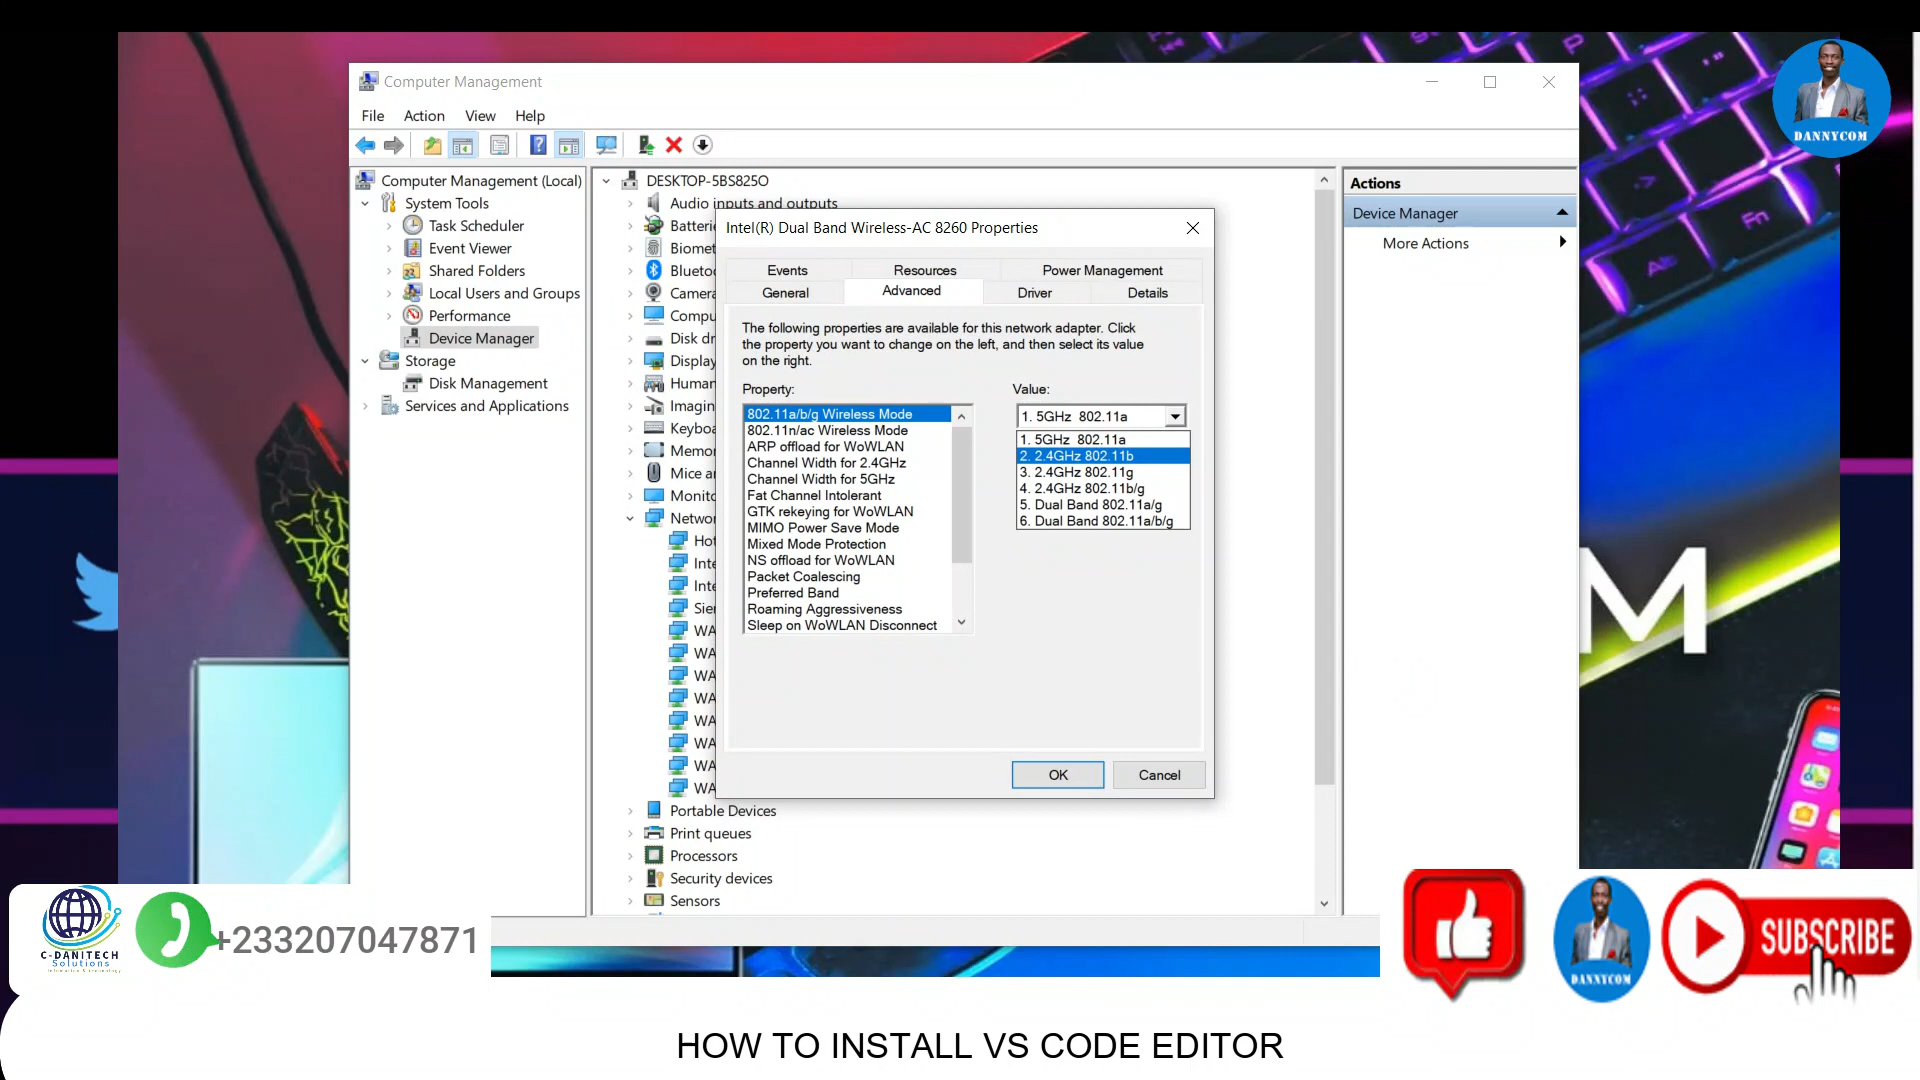 Computer Management
File Action View Help
Computer Management (Local)
System Tools
Task Scheduler
Event Viewer
Shared Folders
Local Users and Groups
Performance
Device Manager
Storage
Disk Management
Services and Applications
DESKTOP-5BS825O
Audio inputs and outputs
Batterie
Biomet
Bluetoo
Camera
Compu
Disk dr
Display
Human
Imagin
Keyboa
Memor
Mice ar
Monito
Networ
Hot
Inte
Inte
Sier
WA
WA
WA
WA
WA
WA
WA
WA
Portable Devices
Print queues
Processors
Security devices
Sensors
Intel(R) Dual Band Wireless-AC 8260 Properties
Events Resources Power Management
General Advanced Driver Details
The following properties are available for this network adapter. Click
the property you want to change on the left, and then select its value
on the right.
Property:
802.11a/b/g Wireless Mode
802.11n/ac Wireless Mode
ARP offload for WoWLAN
Channel Width for 2.4GHz
Channel Width for 5GHz
Fat Channel Intolerant
GTK rekeying for WoWLAN
MIMO Power Save Mode
Mixed Mode Protection
NS offload for WoWLAN
Packet Coalescing
Preferred Band
Roaming Aggressiveness
Sleep on WoWLAN Disconnect
Value:
1. 5GHz 802.11a
1. 5GHz 802.11a
2. 2.4GHz 802.11b
3. 2.4GHz 802.11g
4. 2.4GHz 802.11b/g
5. Dual Band 802.11a/g
6. Dual Band 802.11a/b/g
OK Cancel
Actions
Device Manager
More Actions
DANNYCOM
M
Fn
C-DANITECH
Solutions
+233207047871
DANNYCOM
SUBSCRIBE
HOW TO INSTALL VS CODE EDITOR